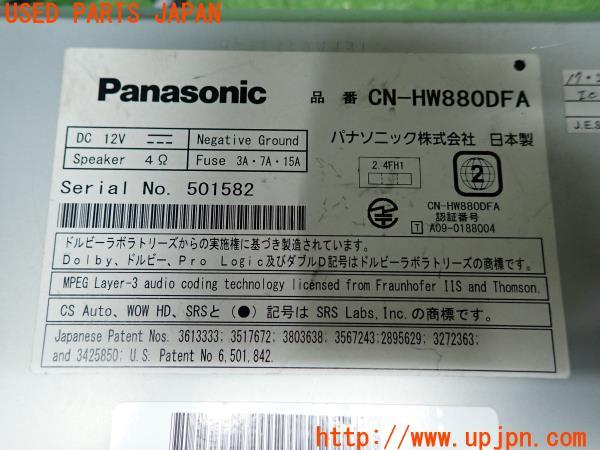 USED PARTS JAPAN
Panasonic 品番 CN-HW880DFA
DC 12V Negative Ground
Speaker 4Ω Fuse 3A・7A・15A
パナソニック株式会社 日本製
Serial No. 501582
2.4FH1
2
CN-HW880DFA
認証番号
T A09-0188004
ドルビーラボラトリーズからの実施権に基づき製造されています。
Dolby、ドルビー、Pro Logic及びダブルD記号はドルビーラボラトリーズの商標です。
MPEG Layer-3 audio coding technology licensed from Fraunhofer IIS and Thomson.
CS Auto, WOW HD, SRSと (●) 記号は SRS Labs, Inc. の商標です。
Japanese Patent Nos. 3613333; 3517672; 3803638; 3567243; 2895629; 3272363;
and 3425850; U.S. Patent No 6,501,842.
J.E.S
UPJ http://www.upjpn.com/